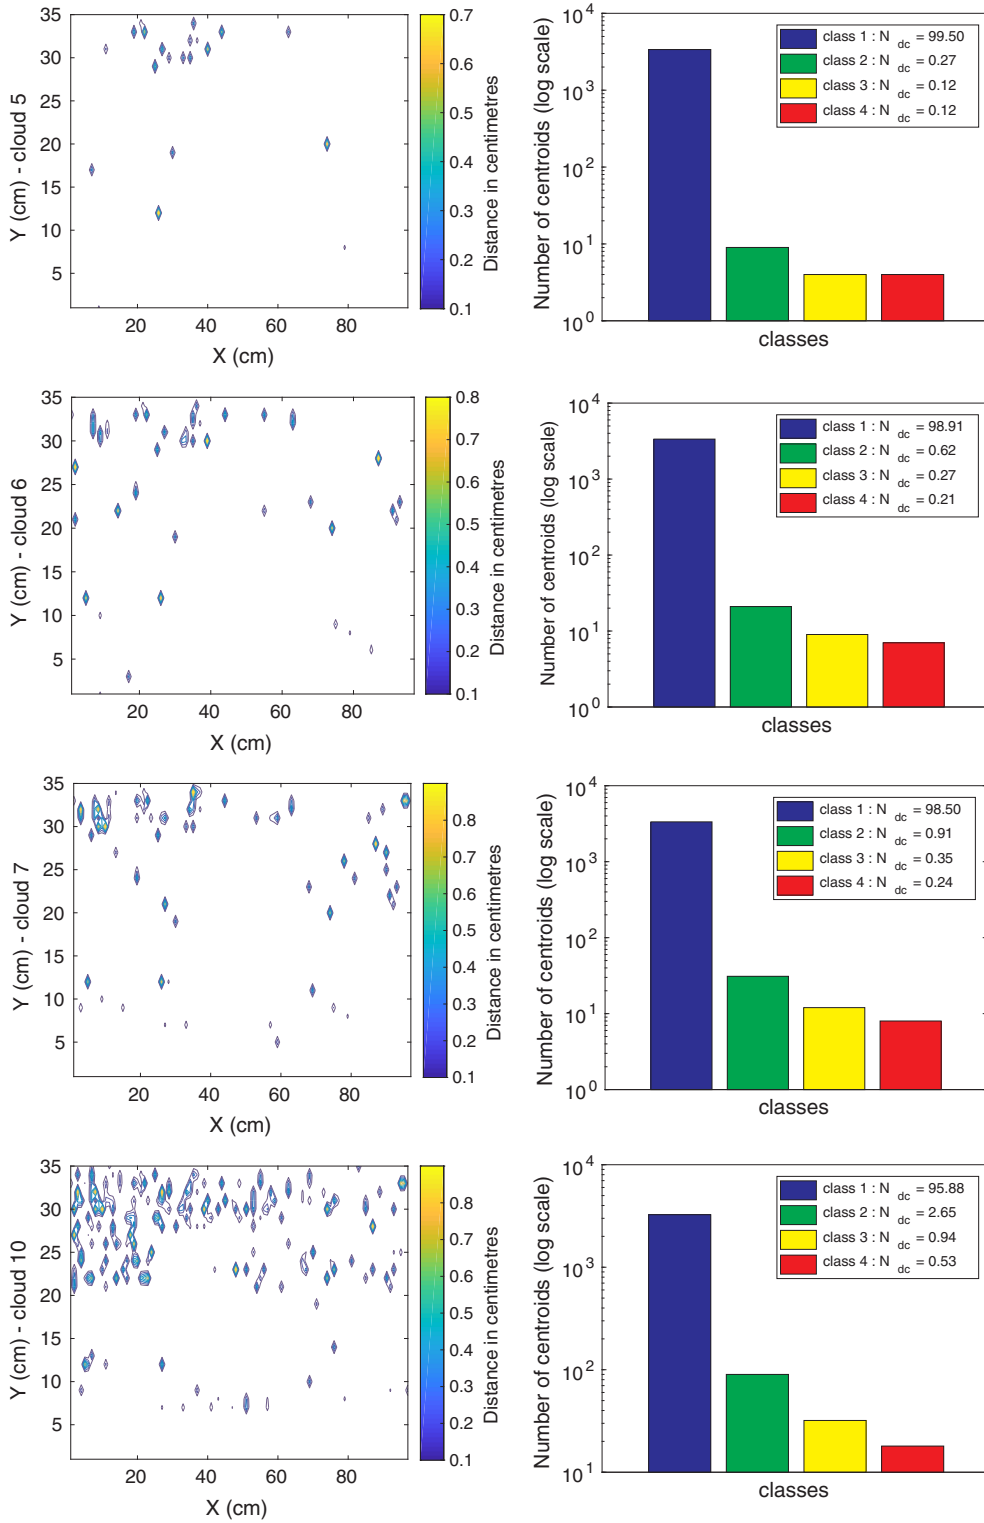 35
30
25
20
15
10
5
20
40
60
80
X (cm)
Y (cm) - cloud 5
0.7
0.6
0.5
0.4
0.3
0.2
0.1
Distance in centimetres
10^4
10^3
10^2
10^1
10^0
Number of centroids (log scale)
classes
class 1 : N dc = 99.50
class 2 : N dc = 0.27
class 3 : N dc = 0.12
class 4 : N dc = 0.12
35
30
25
20
15
10
5
20
40
60
80
X (cm)
Y (cm) - cloud 6
0.8
0.7
0.6
0.5
0.4
0.3
0.2
0.1
Distance in centimetres
10^4
10^3
10^2
10^1
10^0
Number of centroids (log scale)
classes
class 1 : N dc = 98.91
class 2 : N dc = 0.62
class 3 : N dc = 0.27
class 4 : N dc = 0.21
35
30
25
20
15
10
5
20
40
60
80
X (cm)
Y (cm) - cloud 7
0.8
0.7
0.6
0.5
0.4
0.3
0.2
0.1
Distance in centimetres
10^4
10^3
10^2
10^1
10^0
Number of centroids (log scale)
classes
class 1 : N dc = 98.50
class 2 : N dc = 0.91
class 3 : N dc = 0.35
class 4 : N dc = 0.24
35
30
25
20
15
10
5
20
40
60
80
X (cm)
Y (cm) - cloud 10
0.8
0.7
0.6
0.5
0.4
0.3
0.2
0.1
Distance in centimetres
10^4
10^3
10^2
10^1
Number of centroids (log scale)
classes
class 1 : N dc = 95.88
class 2 : N dc = 2.65
class 3 : N dc = 0.94
class 4 : N dc = 0.53